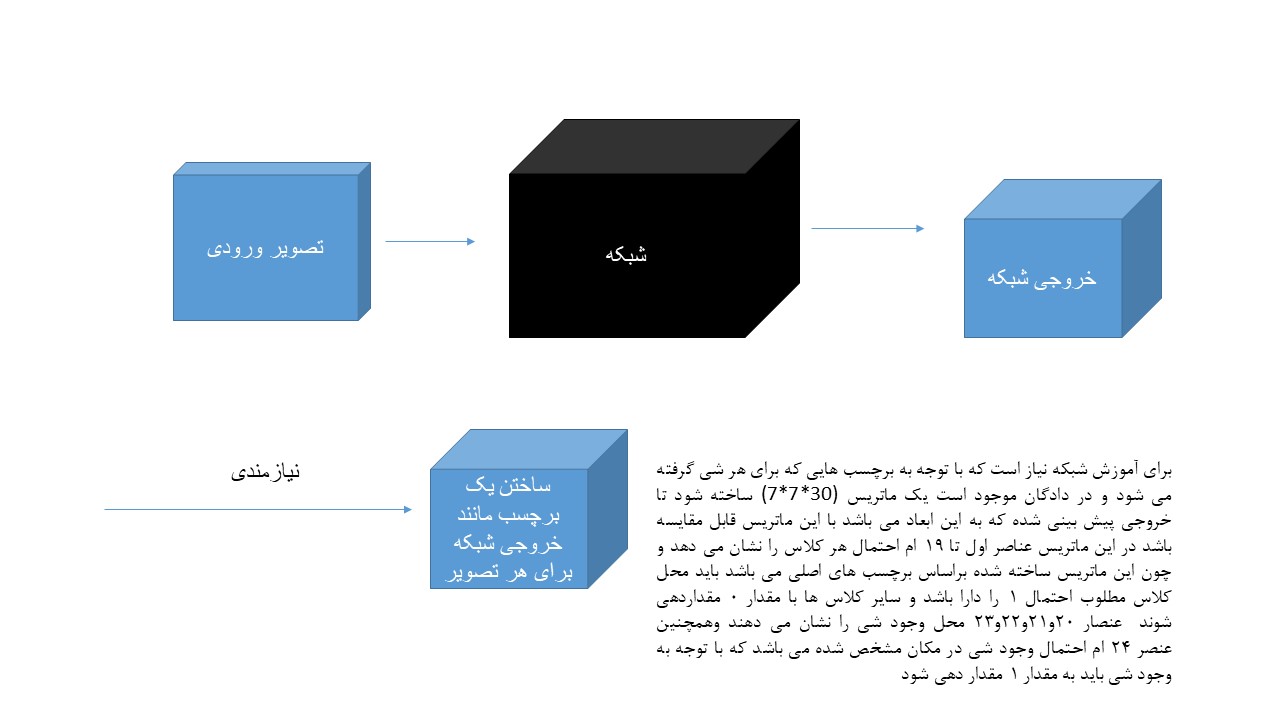 تصویر ورودی
شبکه
خروجی شبکه
نیازمندی
ساختن یک
برچسب مانند
خروجی شبکه
برای هر تصویر
برای آموزش شبکه نیاز است که با توجه به برچسب هایی که برای هر شی گرفته
می شود و در دادگان موجود است یک ماتریس (7*7*30) ساخته شود تا
خروجی پیش بینی شده که به این ابعاد می باشد با این ماتریس قابل مقایسه
باشد در این ماتریس عناصر اول تا ۱۹ ام احتمال هر کلاس را نشان می دهد و
چون این ماتریس ساخته شده براساس برچسب های اصلی می باشد باید محل
کلاس مطلوب احتمال ۱ را دارا باشد و سایر کلاس ها با مقدار ۰ مقداردهی
شوند عنصار ۲۰و۲۱و۲۲و۲۳ محل وجود شی را نشان می دهند وهمچنین
عنصر ۲۴ ام احتمال وجود شی در مکان مشخص شده می باشد که با توجه به
وجود شی باید به مقدار ۱ مقدار دهی شود